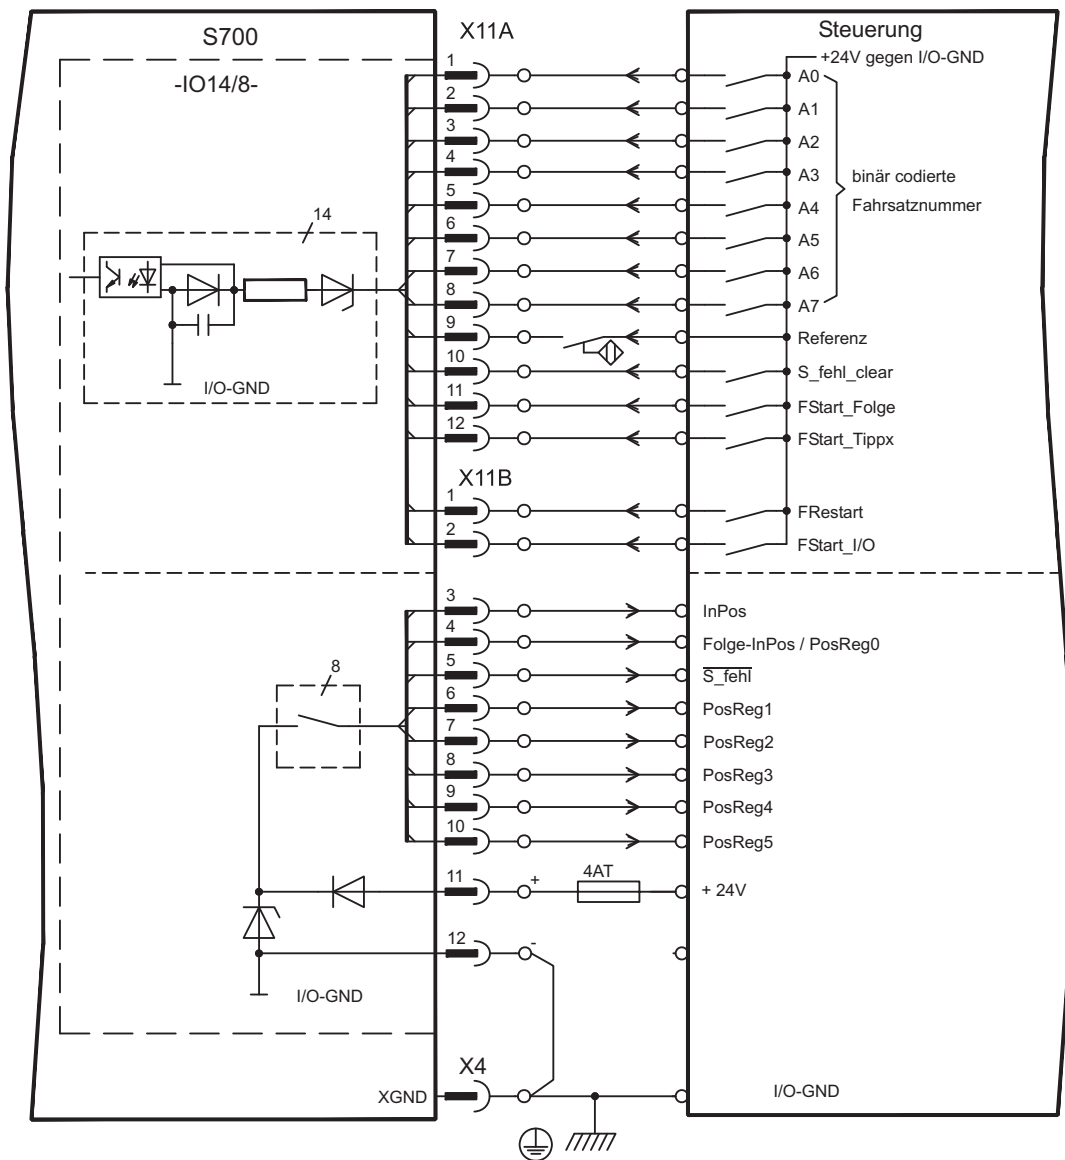 S700
X11A
Steuerung
-IO14/8-
+24V gegen I/O-GND
1
A0
2
A1
3
A2
4
A3
binär codierte
5
A4
Fahrsatznummer
6
A5
14
7
A6
8
A7
9
Referenz
10
S_fehl_clear
I/O-GND
11
FStart_Folge
12
FStart_Tippx
X11B
1
FRestart
2
FStart_I/O
3
InPos
4
Folge-InPos / PosReg0
5
S_fehl
8
6
PosReg1
7
PosReg2
8
PosReg3
9
PosReg4
10
PosReg5
11
+
4AT
+ 24V
12
-
I/O-GND
X4
XGND
I/O-GND